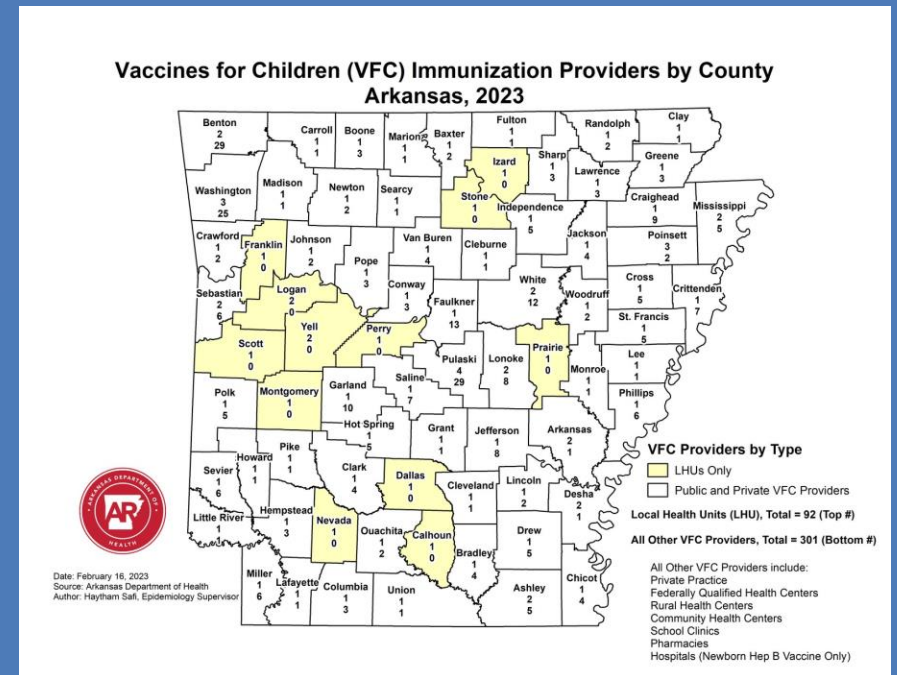 Vaccines for Children (VFC) Immunization Providers by County
Arkansas, 2023
Benton
2
29
Carroll
1
1
Boone
1
3
Marion
1
1
Baxter
1
2
Fulton
1
1
Randolph
1
2
Clay
1
1
Washington
3
25
Madison
1
1
Newton
1
2
Searcy
1
1
Stone
1
0
Izard
1
0
Sharp
1
3
Lawrence
1
3
Greene
1
3
Independence
1
5
Craighead
1
9
Mississippi
2
5
Crawford
1
2
Franklin
1
0
Johnson
1
2
Pope
1
3
Van Buren
1
4
Cleburne
1
1
Jackson
1
4
Poinsett
3
2
Sebastian
2
6
Logan
2
0
Conway
1
3
Faulkner
1
13
White
2
12
Woodruff
1
2
Cross
1
5
Crittenden
1
7
St. Francis
1
5
Scott
1
0
Yell
2
0
Perry
1
0
Pulaski
4
29
Lonoke
2
8
Prairie
1
0
Monroe
1
1
Lee
1
1
Phillips
1
6
Polk
1
5
Montgomery
1
0
Garland
1
10
Saline
1
7
Hot Spring
1
5
Grant
1
1
Jefferson
1
8
Arkansas
2
1
Sevier
1
6
Howard
1
1
Pike
1
1
Clark
1
4
Dallas
1
0
Cleveland
1
1
Lincoln
1
2
Desha
2
1
Little River
1
Hempstead
1
3
Nevada
1
0
Ouachita
1
2
Calhoun
1
0
Bradley
1
4
Drew
1
5
Miller
1
6
Lafayette
1
1
Columbia
1
3
Union
1
1
Ashley
2
5
Chicot
1
4
VFC Providers by Type
LHUs Only
Public and Private VFC Providers
Local Health Units (LHU), Total = 92 (Top #)
All Other VFC Providers, Total = 301 (Bottom #)
All Other VFC Providers include:
Private Practice
Federally Qualified Health Centers
Rural Health Centers
Community Health Centers
School Clinics
Pharmacies
Hospitals (Newborn Hep B Vaccine Only)
ARKANSAS DEPARTMENT OF
AR
HEALTH
Date: February 16, 2023
Source: Arkansas Department of Health
Author: Haytham Safi, Epidemiology Supervisor